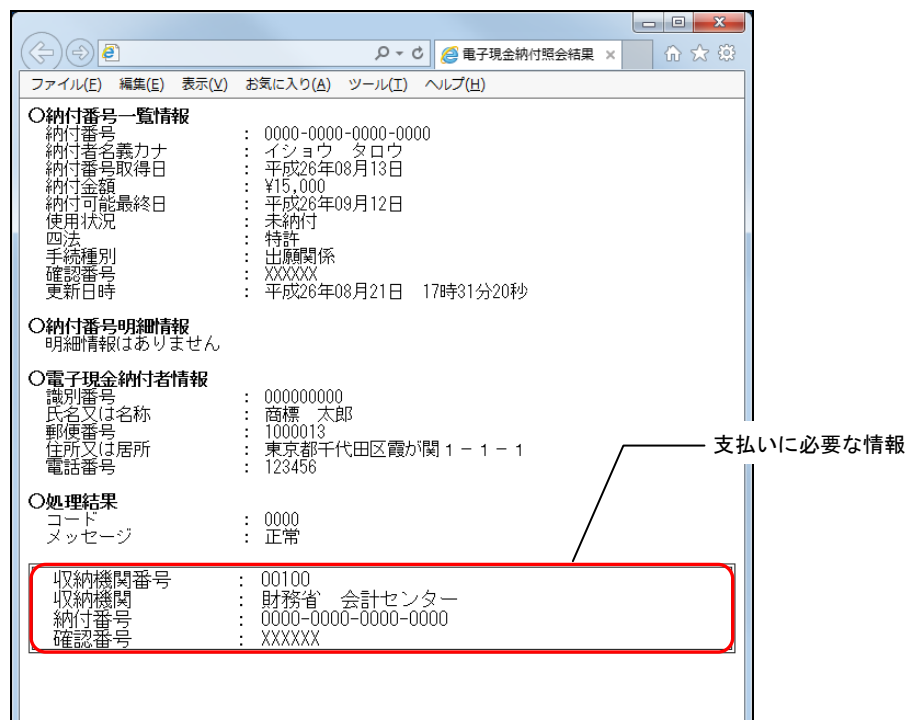 電子現金納付照会結果
ファイル(F) 編集(E) 表示(V) お気に入り(A) ツール(T) ヘルプ(H)
〇納付番号一覧情報
納付番号 : 0000-0000-0000-0000
納付者名義カナ : イショウ タロウ
納付番号取得日 : 平成26年08月13日
納付金額 : ¥15,000
納付可能最終日 : 平成26年09月12日
使用状況 : 未納付
四法 : 特許
手続種別 : 出願関係
確認番号 : XXXXXX
更新日時 : 平成26年08月21日 17時31分20秒
〇納付番号明細情報
明細情報はありません
〇電子現金納付者情報
識別番号 : 000000000
氏名又は名称 : 商標 太郎
郵便番号 : 1000013
住所又は居所 : 東京都千代田区霞が関1-1-1
電話番号 : 123456
支払いに必要な情報
〇処理結果
コード : 0000
メッセージ : 正常
収納機関番号 : 00100
収納機関 : 財務省 会計センター
納付番号 : 0000-0000-0000-0000
確認番号 : XXXXXX